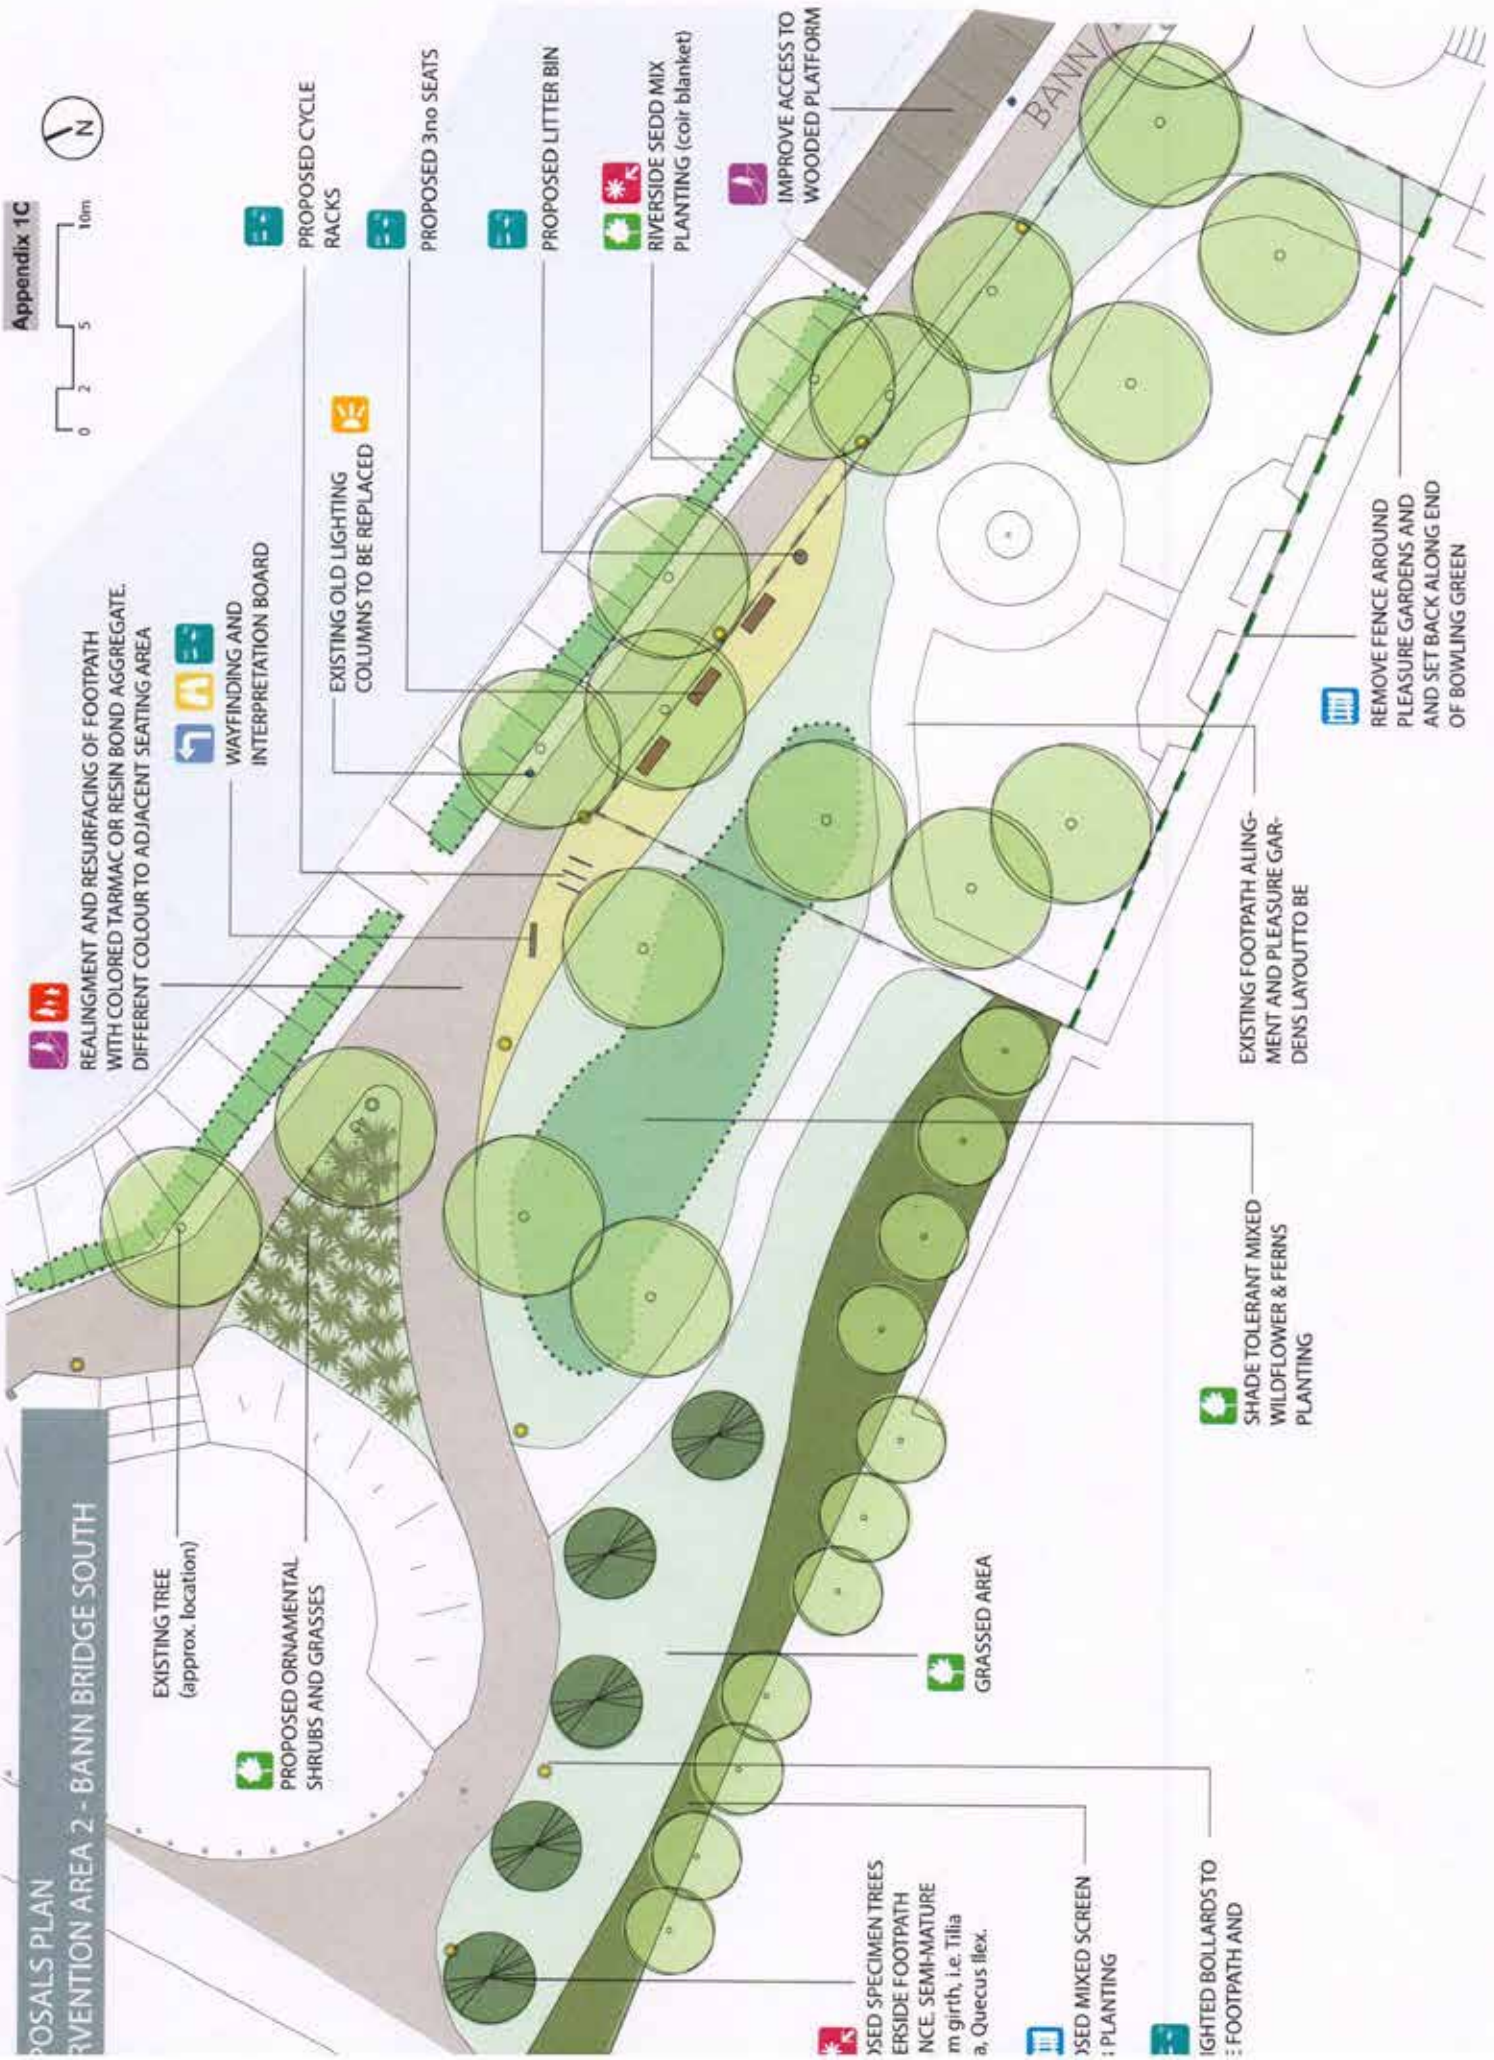 Appendix 1C
N
0 2 5 10m
POSALS PLAN
RVENTION AREA 2 - BANN BRIDGE SOUTH
REALINGMENT AND RESURFACING OF FOOTPATH
WITH COLORED TARMAC OR RESIN BOND AGGREGATE.
DIFFERENT COLOUR TO ADJACENT SEATING AREA
WAYFINDING AND
INTERPRETATION BOARD
PROPOSED CYCLE
RACKS
EXISTING OLD LIGHTING
COLUMNS TO BE REPLACED
PROPOSED 3no SEATS
PROPOSED LITTER BIN
RIVERSIDE SEDD MIX
PLANTING (coir blanket)
IMPROVE ACCESS TO
WOODED PLATFORM
BANN
EXISTING TREE
(approx. location)
PROPOSED ORNAMENTAL
SHRUBS AND GRASSES
GRASSED AREA
SHADE TOLERANT MIXED
WILDFLOWER & FERNS
PLANTING
EXISTING FOOTPATH ALING-
MENT AND PLEASURE GAR-
DENS LAYOUT TO BE
REMOVE FENCE AROUND
PLEASURE GARDENS AND
AND SET BACK ALONG END
OF BOWLING GREEN
OSED SPECIMEN TREES
ERSIDE FOOTPATH
NCE. SEMI-MATURE
m girth, i.e. Tilia
a, Quecus Ilex.
OSED MIXED SCREEN
PLANTING
IGHTED BOLLARDS TO
E FOOTPATH AND